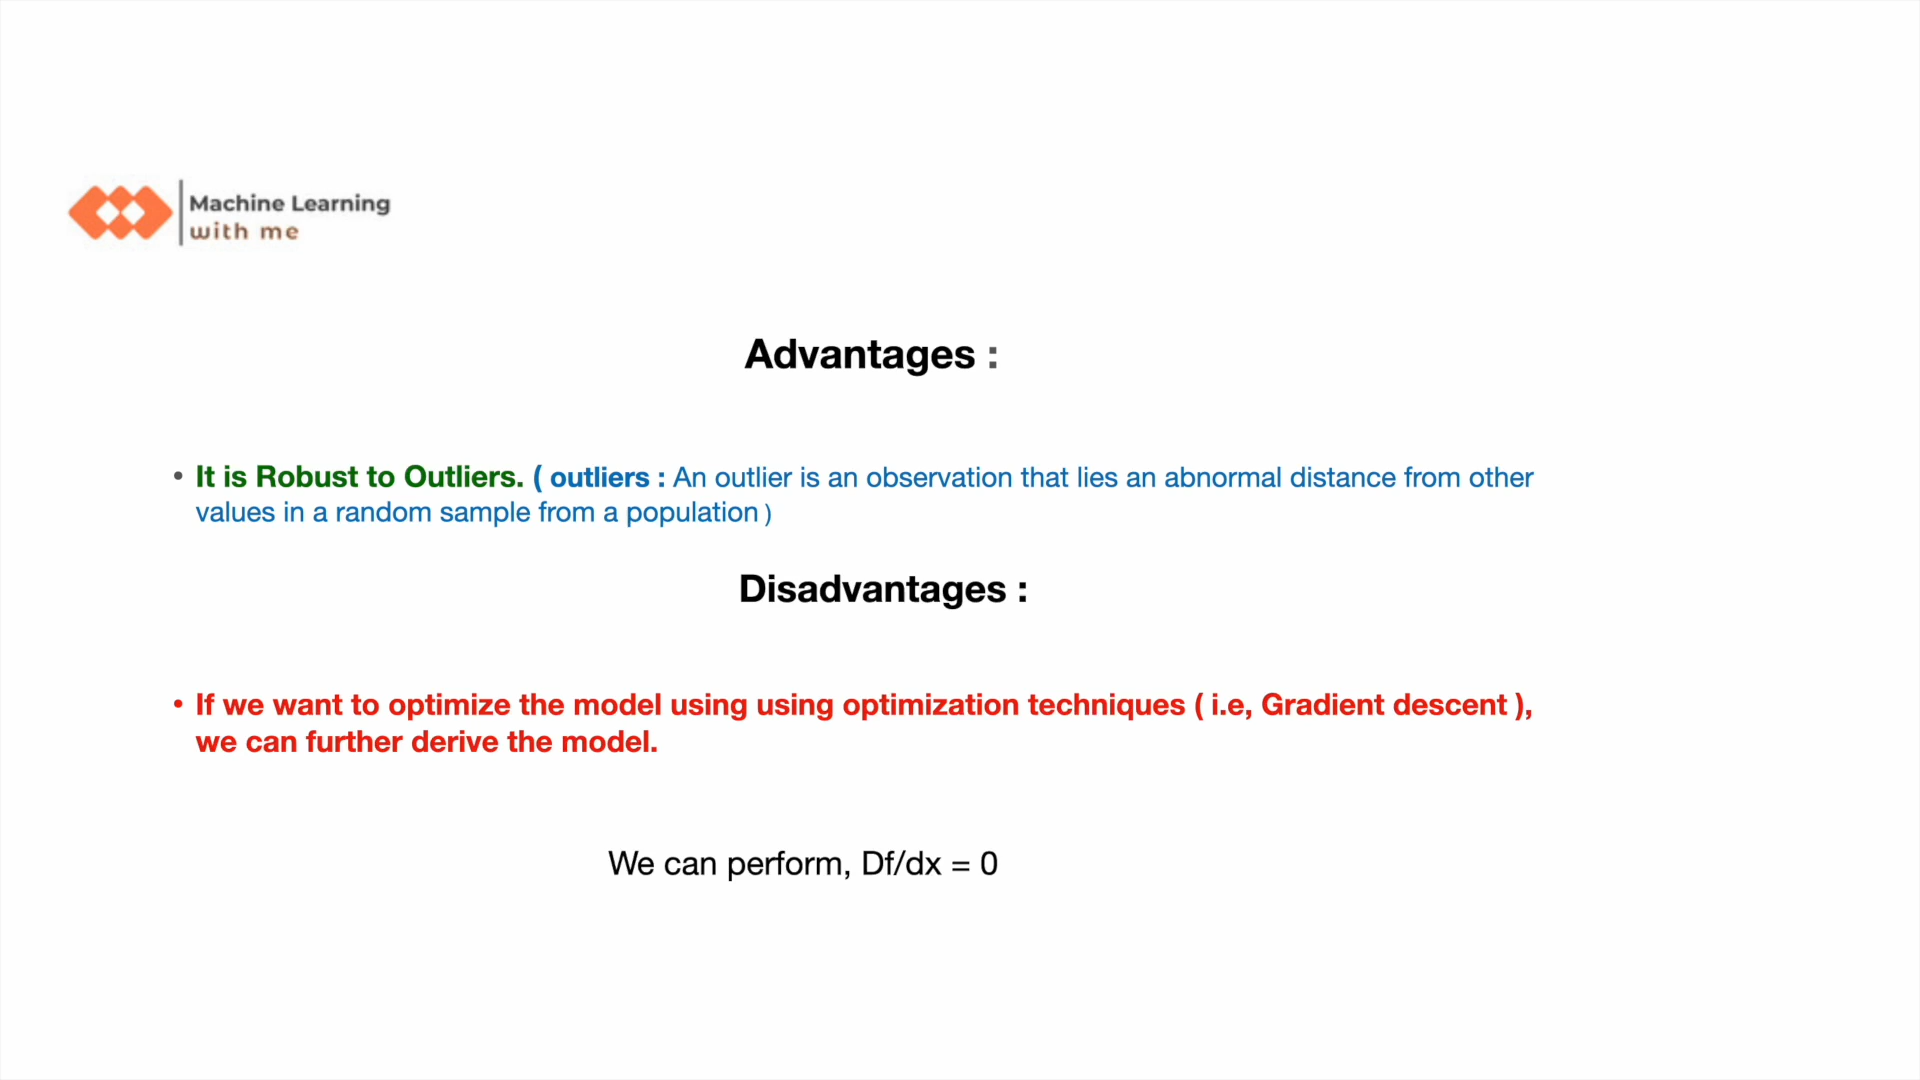 Machine Learning
with me
Advantages :
• It is Robust to Outliers. ( outliers : An outlier is an observation that lies an abnormal distance from other
values in a random sample from a population )
Disadvantages :
• If we want to optimize the model using using optimization techniques ( i.e, Gradient descent ),
we can further derive the model.
We can perform, Df/dx = 0